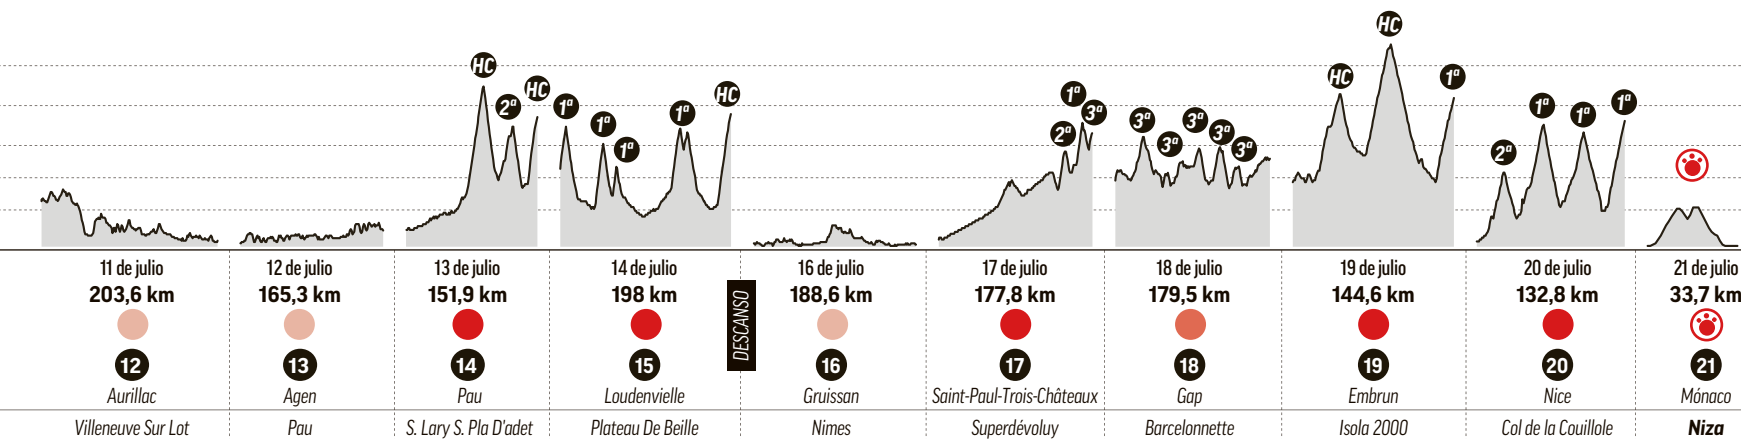 HC
2ª
HC
1ª
1ª
1ª
1ª
HC
2ª
1ª
3ª
3ª
3ª
3ª
3ª
3ª
HC
HC
1ª
2ª
1ª
1ª
1ª
11 de julio
203,6 km
12
Aurillac
Villeneuve Sur Lot
12 de julio
165,3 km
13
Agen
Pau
13 de julio
151,9 km
14
Pau
S. Lary S. Pla D'adet
14 de julio
198 km
15
Loudenvielle
Plateau De Beille
DESCANSO
16 de julio
188,6 km
16
Gruissan
Nimes
17 de julio
177,8 km
17
Saint-Paul-Trois-Châteaux
Superdévoluy
18 de julio
179,5 km
18
Gap
Barcelonnette
19 de julio
144,6 km
19
Embrun
Isola 2000
20 de julio
132,8 km
20
Nice
Col de la Couillole
21 de julio
33,7 km
21
Mónaco
Niza